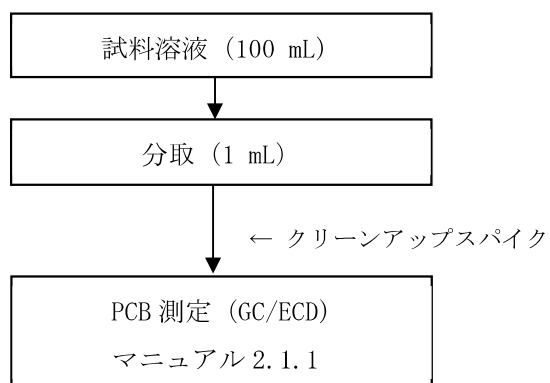 試料溶液 (100 mL)
分取 (1 mL)
← クリーンアップスパイク
PCB 測定 (GC/ECD)
マニュアル 2.1.1